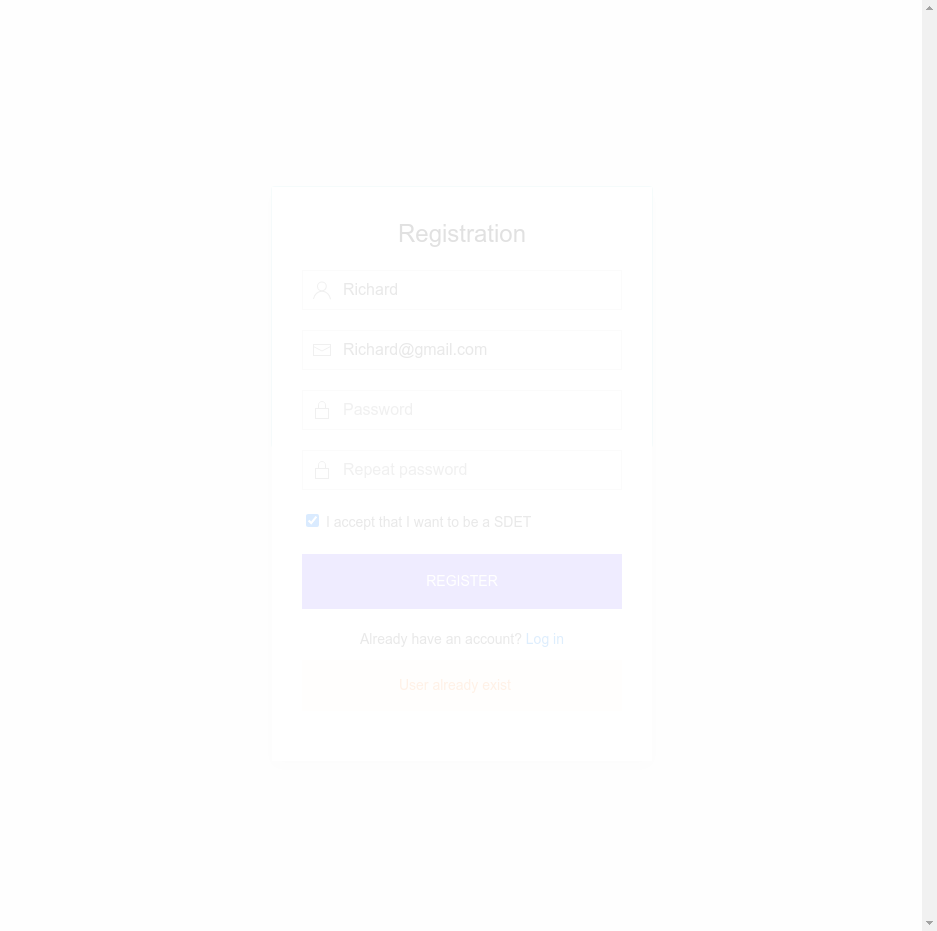 Registration
Richard
Richard@gmail.com
Password
Repeat password
I accept that I want to be a SDET
REGISTER
Already have an account? Log in
User already exist